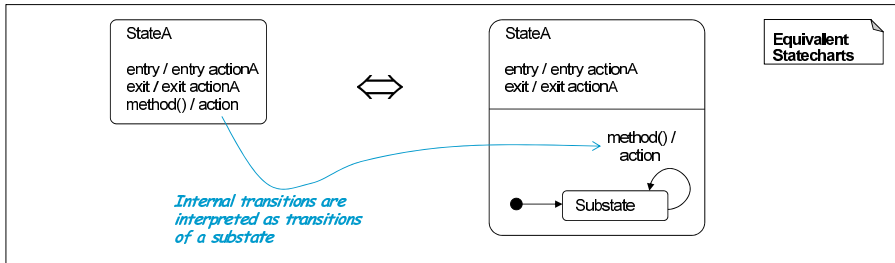 StateA
entry / entry actionA
exit / exit actionA
method() / action
StateA
entry / entry actionA
exit / exit actionA
method() /
action
Substate
Equivalent
Statecharts
Internal transitions are
interpreted as transitions
of a substate